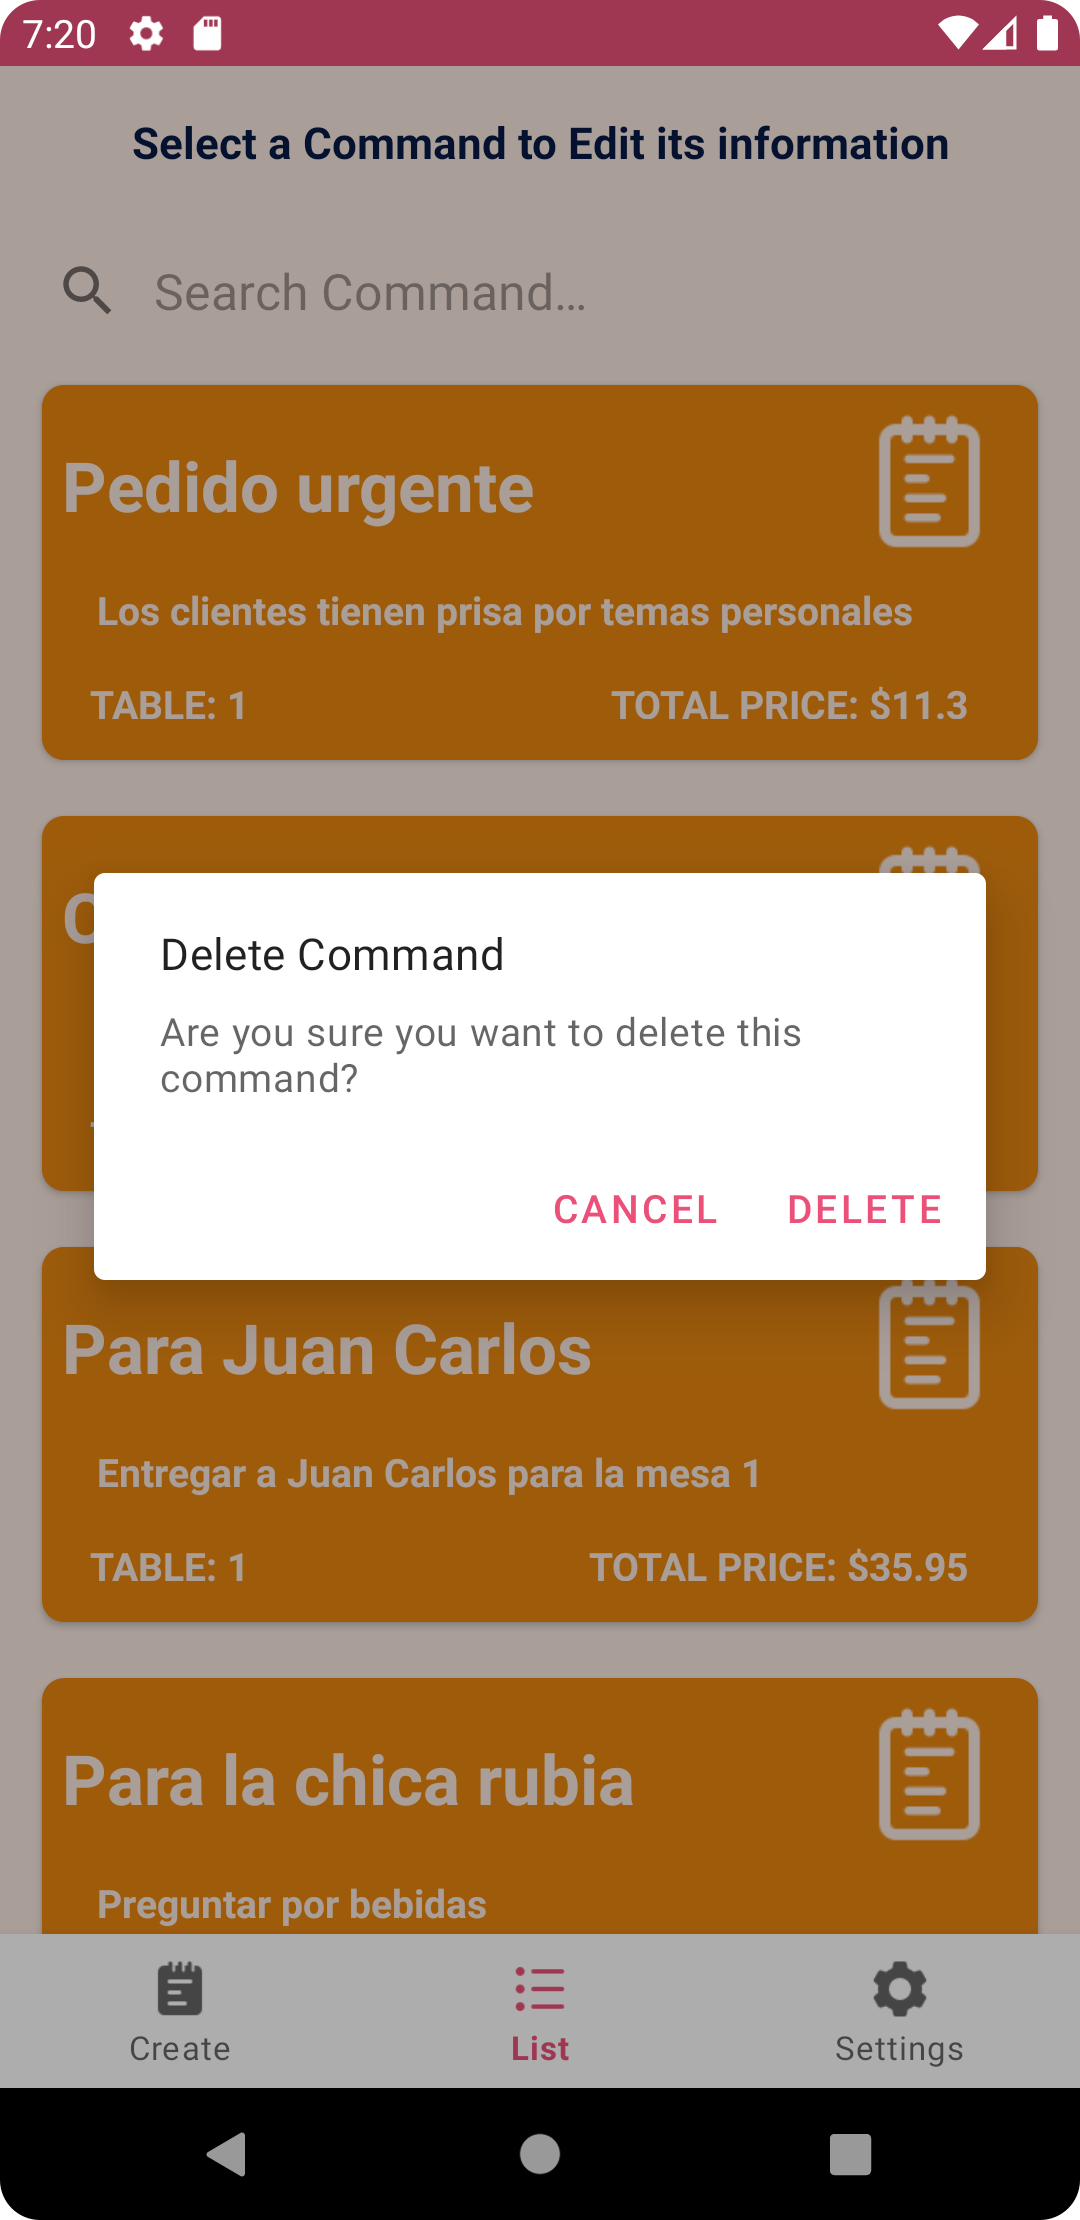 7:20
Select a Command to Edit its information
Search Command...
Pedido urgente
Los clientes tienen prisa por temas personales
TABLE: 1
TOTAL PRICE: $11.3
Delete Command
Are you sure you want to delete this
command?
CANCEL
DELETE
Para Juan Carlos
Entregar a Juan Carlos para la mesa 1
TABLE: 1
TOTAL PRICE: $35.95
Para la chica rubia
Preguntar por bebidas
Create
List
Settings